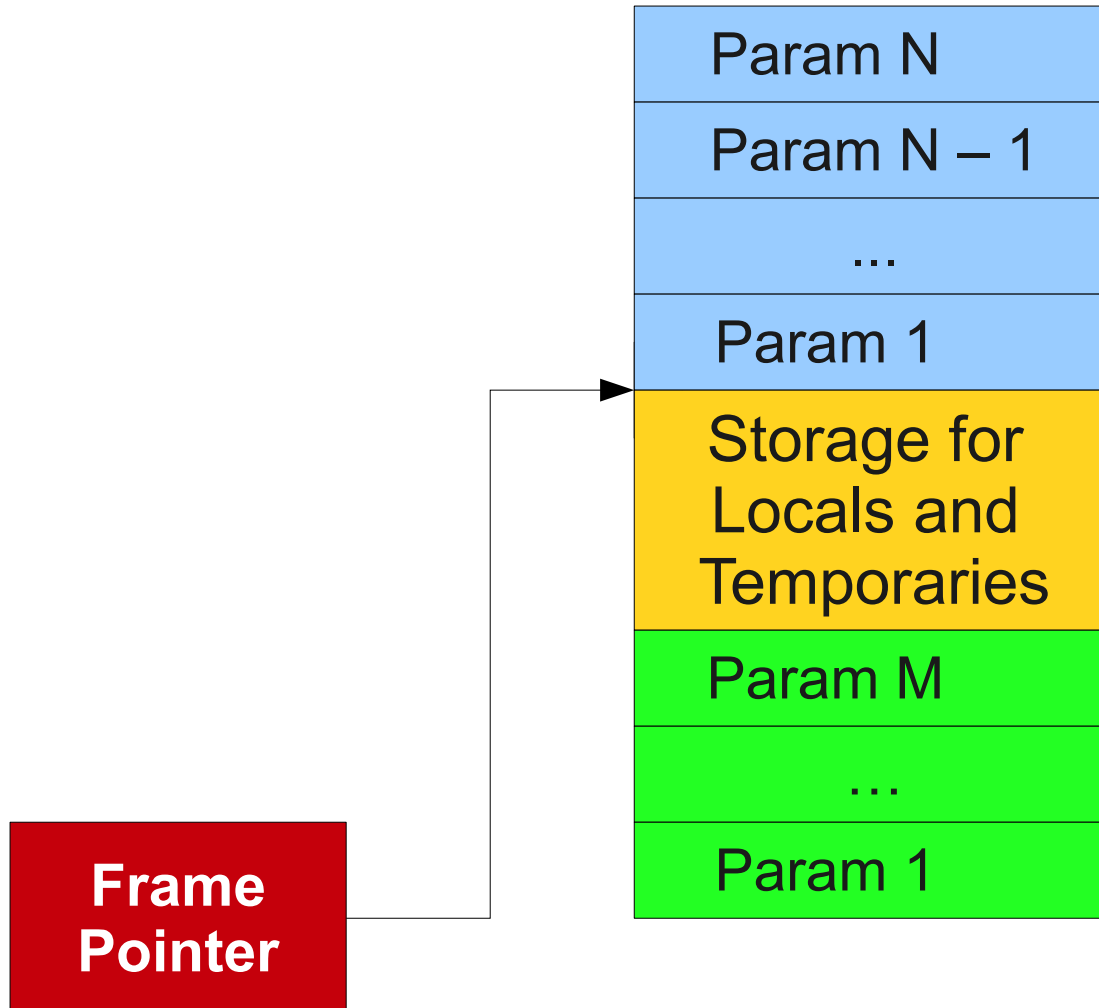 Param N
Param N – 1
...
Param 1
Storage for
Locals and
Temporaries
Param M
…
Param 1
Frame
Pointer